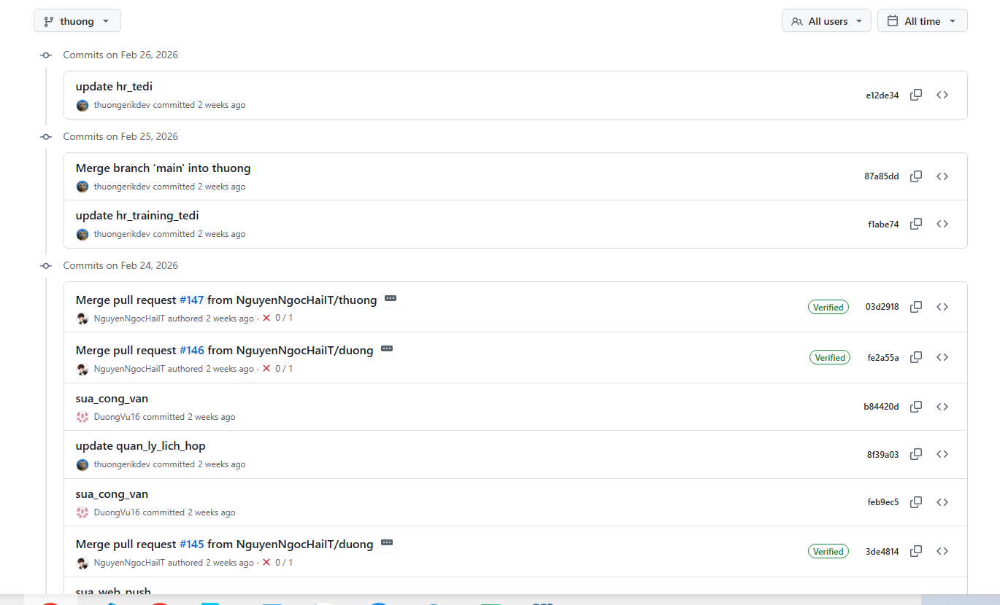 thuong
All users
All time
Commits on Feb 26, 2026
update hr_tedi
thuongerikdev committed 2 weeks ago
e12de34
Commits on Feb 25, 2026
Merge branch 'main' into thuong
thuongerikdev committed 2 weeks ago
87a85dd
update hr_training_tedi
thuongerikdev committed 2 weeks ago
f1abe74
Commits on Feb 24, 2026
Merge pull request #147 from NguyenNgocHaiIT/thuong
NguyenNgocHaiIT authored 2 weeks ago · 0 / 1
Verified
03d2918
Merge pull request #146 from NguyenNgocHaiIT/duong
NguyenNgocHaiIT authored 2 weeks ago · 0 / 1
Verified
fe2a55a
sua_cong_van
DuongVu16 committed 2 weeks ago
b84420d
update quan_ly_lich_hop
thuongerikdev committed 2 weeks ago
8f39a03
sua_cong_van
DuongVu16 committed 2 weeks ago
feb9ec5
Merge pull request #145 from NguyenNgocHaiIT/duong
NguyenNgocHaiIT authored 2 weeks ago · 0 / 1
Verified
3de4814
sua_web_push